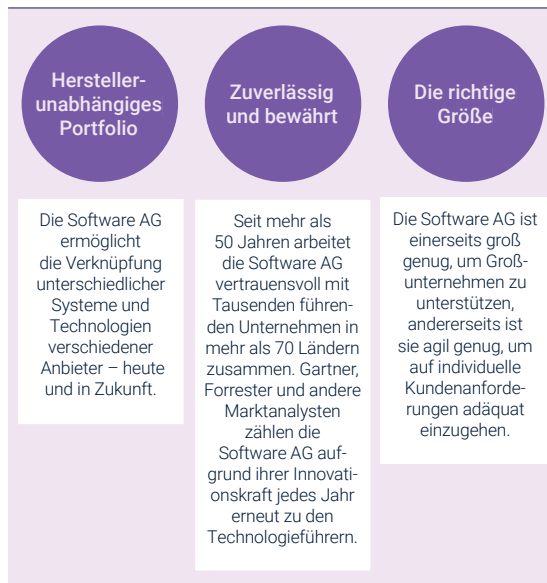 Hersteller-
unabhängiges
Portfolio
Die Software AG
ermöglicht
die Verknüpfung
unterschiedlicher
Systeme und
Technologien
verschiedener
Anbieter – heute
und in Zukunft.
Zuverlässig
und bewährt
Seit mehr als
50 Jahren arbeitet
die Software AG
vertrauensvoll mit
Tausenden führen-
den Unternehmen in
mehr als 70 Ländern
zusammen. Gartner,
Forrester und andere
Marktanalysten
zählen die
Software AG auf-
grund ihrer Innovati-
onskraft jedes Jahr
erneut zu den
Technologieführern.
Die richtige
Größe
Die Software AG ist
einerseits groß
genug, um Groß-
unternehmen zu
unterstützen,
andererseits ist
sie agil genug, um
auf individuelle
Kundenanforde-
rungen adäquat
einzugehen.